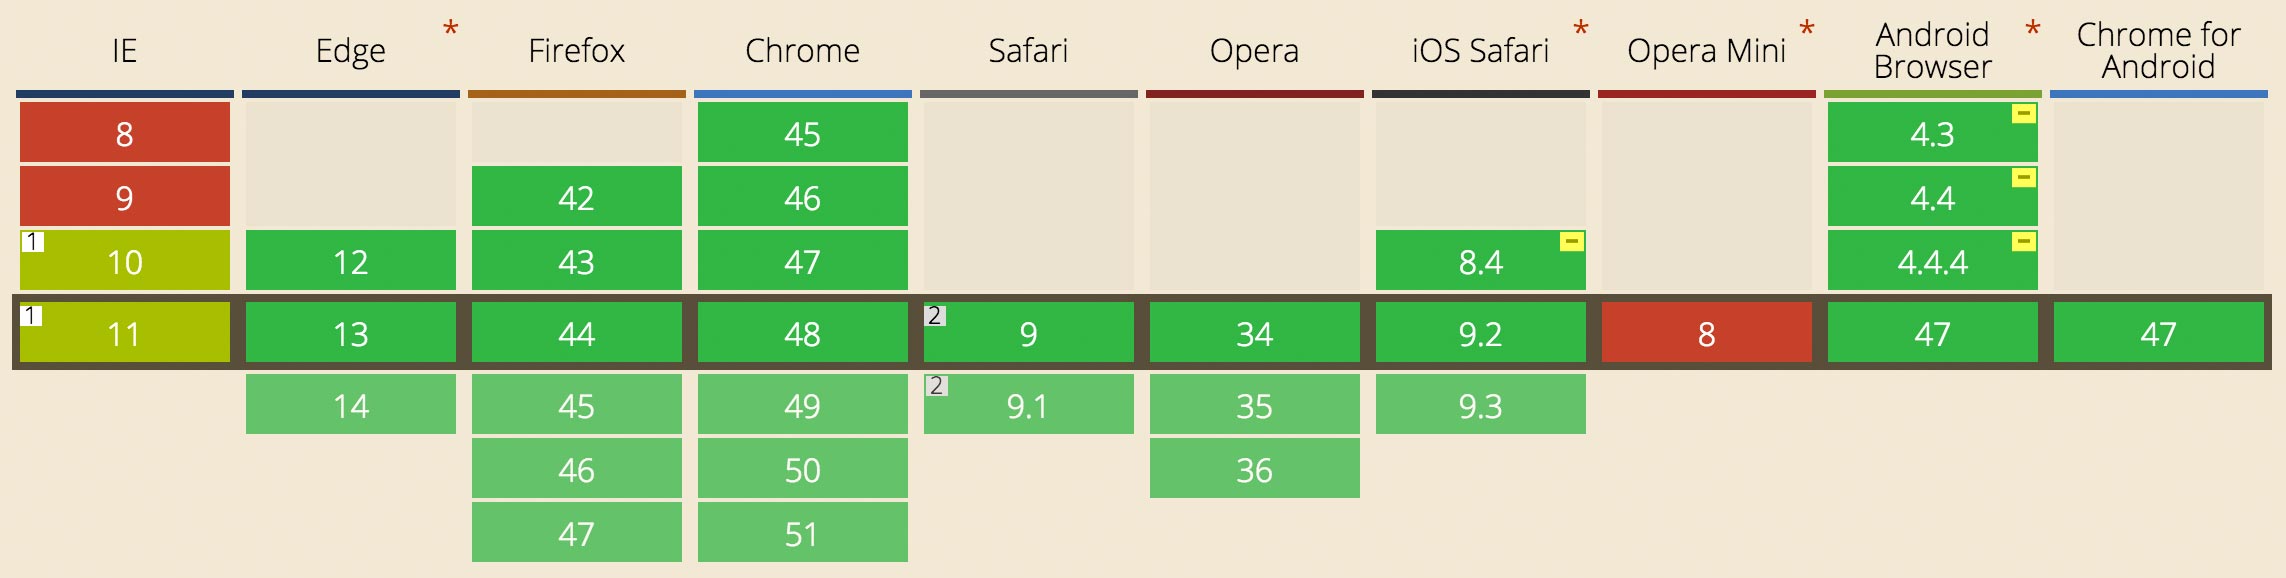 IE Edge * Firefox Chrome Safari Opera iOS Safari * Opera Mini * Android Browser * Chrome for Android
8 45 4.3 -
9 42 46 4.4 -
1 10 12 43 47 8.4 - 4.4.4 -
1 11 13 44 48 2 9 34 9.2 8 47 47
14 45 49 2 9.1 35 9.3
46 50 36
47 51